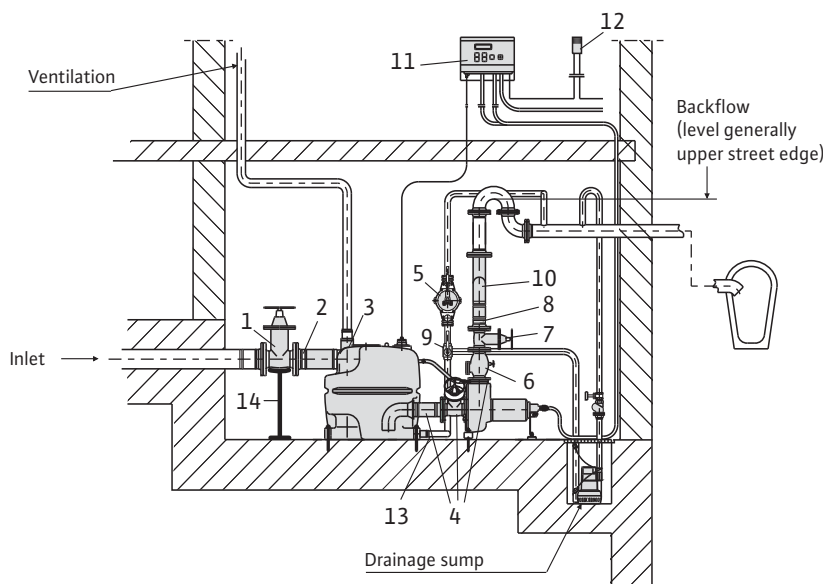 12
11
Ventilation
Backflow
(level generally
upper street edge)
5
10
3
8
1
2
9
7
Inlet
6
14
13
4
Drainage sump